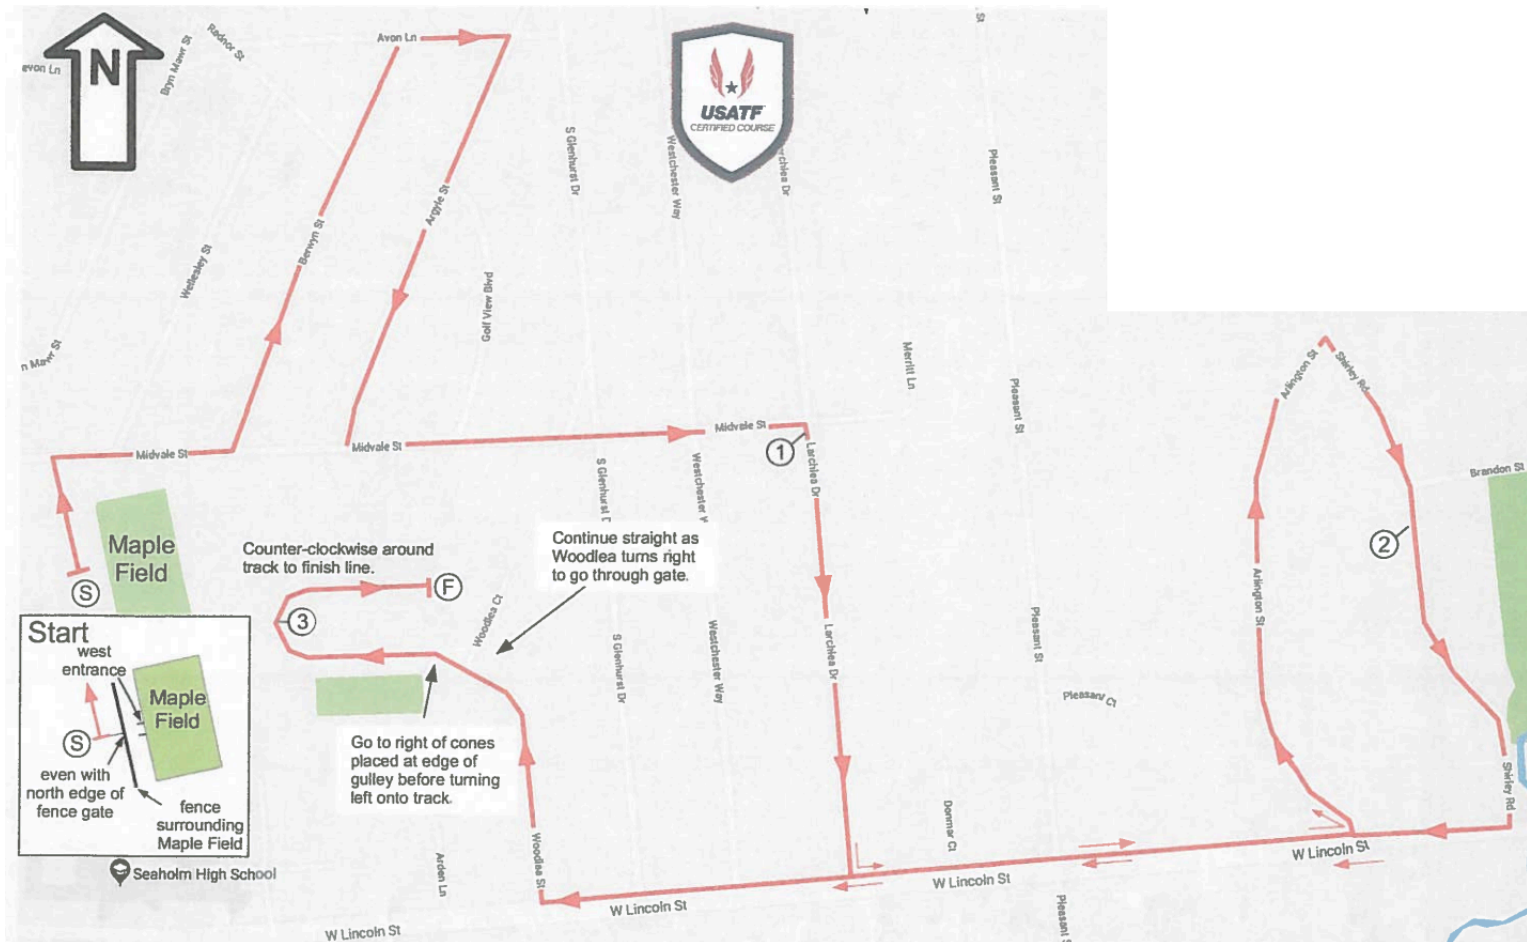 N
Radnor St
Bryn Mawr St
Avon Ln
USATF
CERTIFIED COURSE
St
S Glenhurst Dr
Westchester Way
Pleasant St
Argyle St
Berwyn St
Wellesley St
Golf View Blvd
Merritt Ln
Pleasant St
Arlington St
Shirley Rd
Midvale St
Midvale St
Midvale St
1
Larchlea Dr
S Glenhurst D
Westchester W
Brandon St
2
Maple
Field
S
Counter-clockwise around
track to finish line.
Continue straight as
Woodlea turns right
to go through gate.
F
3
Woodlea Ct
S Glenhurst Dr
Westchester Way
Larchlea Dr
Pleasant St
Arlington St
Pleasant Ct
Start
west
entrance
Maple
Field
S
even with
north edge of
fence gate
fence
surrounding
Maple Field
Go to right of cones
placed at edge of
gulley before turning
left onto track.
Shirley Rd
Donmar Ct
Woodlea St
Arden Ln
Seaholm High School
W Lincoln St
W Lincoln St
W Lincoln St
W Lincoln St
Pleasant S